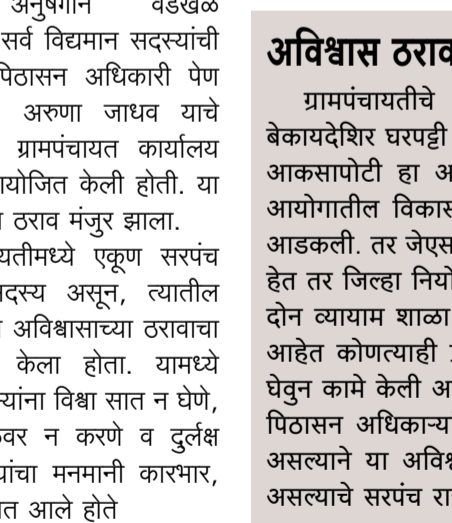 अनुषंगाने वडखळ
सर्व विद्यमान सदस्यांची
पिठासन अधिकारी पेण
अरुणा जाधव याचे
ग्रामपंचायत कार्यालय
योजित केली होती. या
ठराव मंजुर झाला.
यतीमध्ये एकूण सरपंच
दस्य असून, त्यातील
अविश्वासाच्या ठरावाचा
केला होता. यामध्ये
यांना विश्वा सात न घेणे,
वर न करणे व दुर्लक्ष
यांचा मनमानी कारभार,
त आले होते
अविश्वास ठराव
ग्रामपंचायतीचे
बेकायदेशिर घरपट्टी
आकसापोटी हा अ
आयोगातील विकास
आडकली. तर जेएस
हेत तर जिल्हा नियो
दोन व्यायाम शाळा
आहेत कोणत्याही
घेवुन कामे केली अ
पिठासन अधिकाऱ्या
असल्याने या अविश्
असल्याचे सरपंच रा